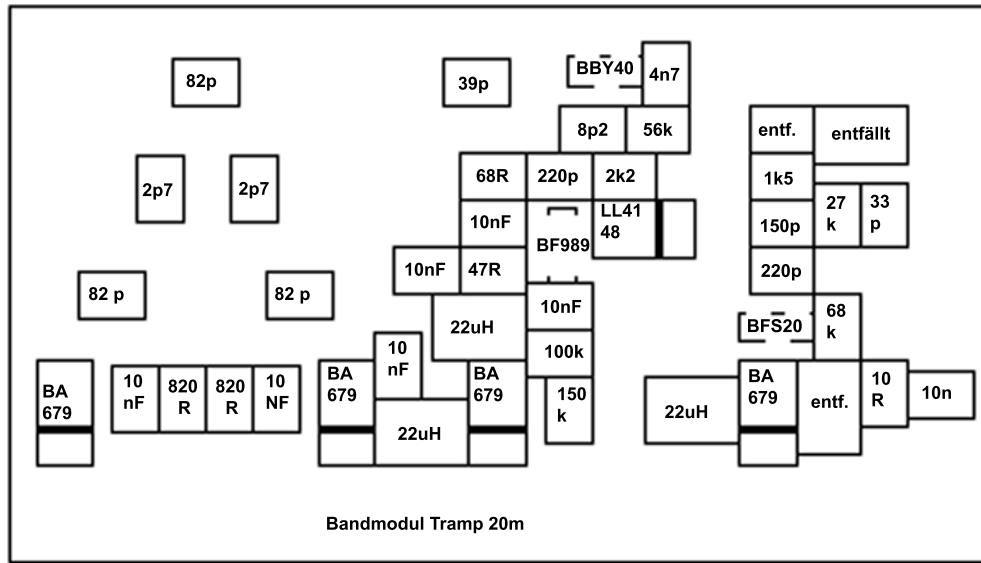 82p
39p
BBY40
4n7
8p2
56k
entf.
entfällt
2p7
2p7
68R
220p
2k2
1k5
10nF
BF989
LL41
48
150p
27
k
33
p
10nF
47R
220p
82 p
82 p
10nF
22uH
BFS20
68
k
10
nF
100k
BA
679
10
nF
820
R
820
R
10
NF
BA
679
BA
679
150
k
22uH
22uH
BA
679
entf.
10
R
10n
Bandmodul Tramp 20m